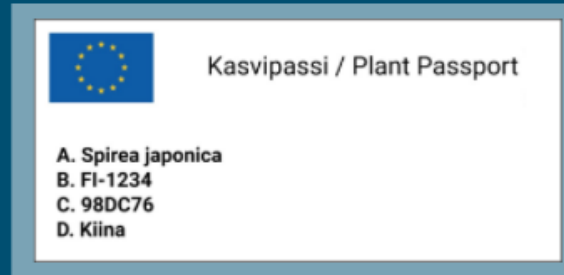 Kasvipassi / Plant Passport
A. Spirea japonica
B. FI-1234
C. 98DC76
D. Kiina